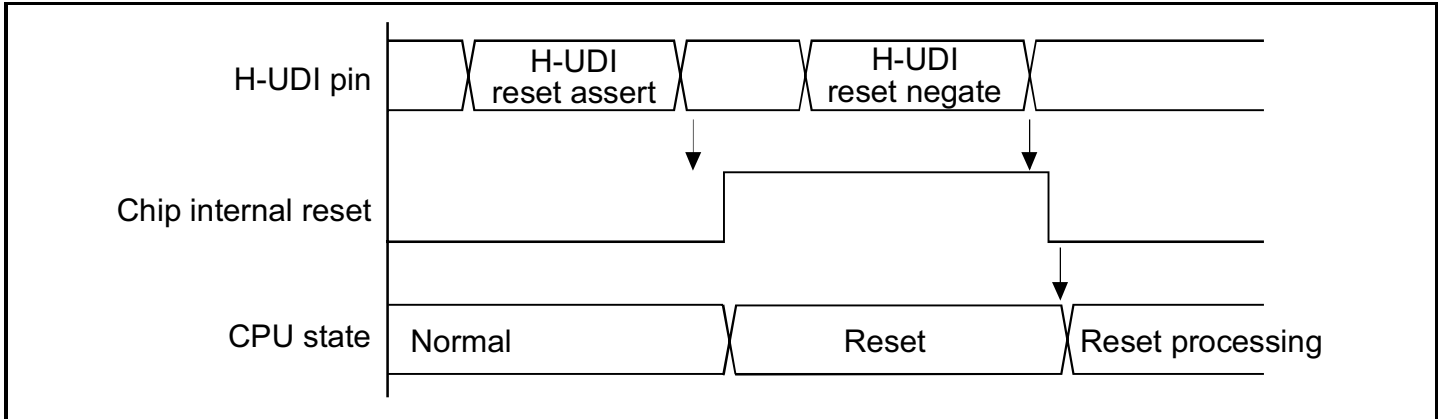 H-UDI pin
H-UDI
reset assert
H-UDI
reset negate
Chip internal reset
CPU state
Normal
Reset
Reset processing